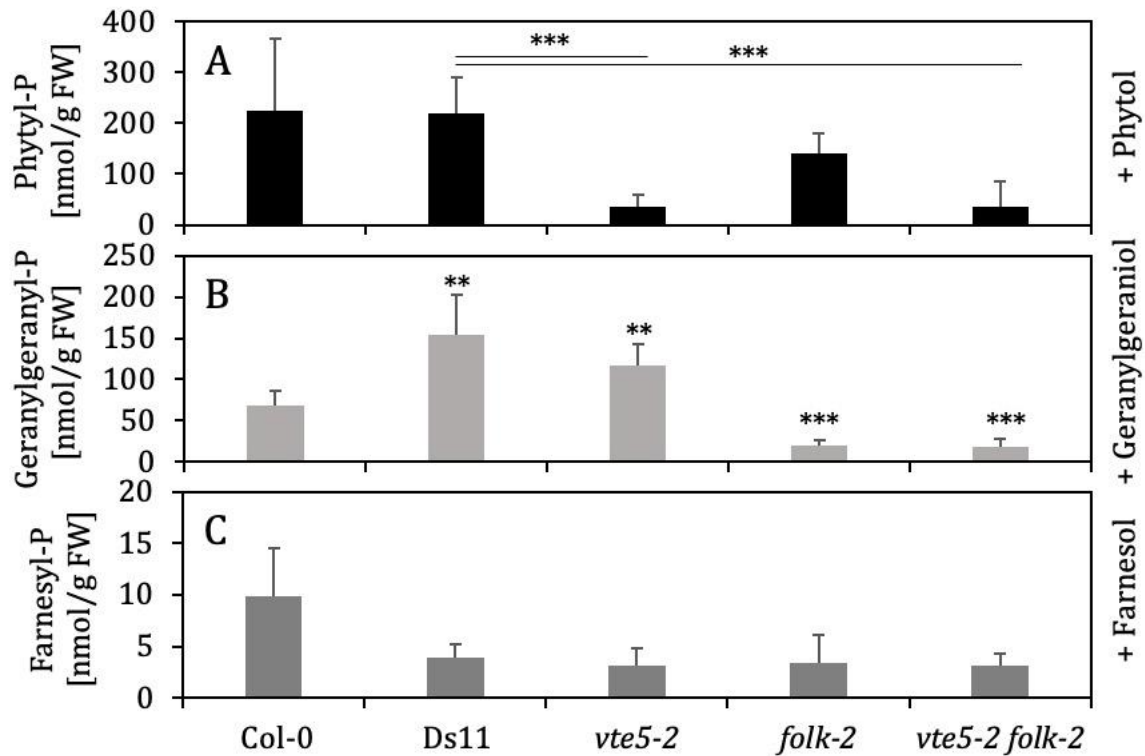 Phytyl-P
[nmol/g FW]
400
300
200
100
0
A
***
***
+ Phytol
Geranylgeranyl-P
[nmol/g FW]
250
200
150
100
50
0
B
**
**
***
***
+ Geranylgeraniol
Farnesyl-P
[nmol/g FW]
20
15
10
5
0
C
+ Farnesol
Col-0 Ds11 vte5-2 folk-2 vte5-2 folk-2